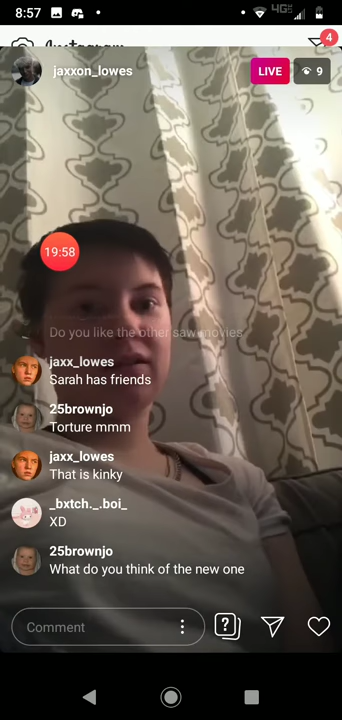 8:57
4G
4
Instagram
jaxxon_lowes
LIVE
9
19:58
Do you like the other saw movies
jaxx_lowes
Sarah has friends
25brownjo
Torture mmm
jaxx_lowes
That is kinky
_bxtch._.boi_
XD
25brownjo
What do you think of the new one
Comment
?